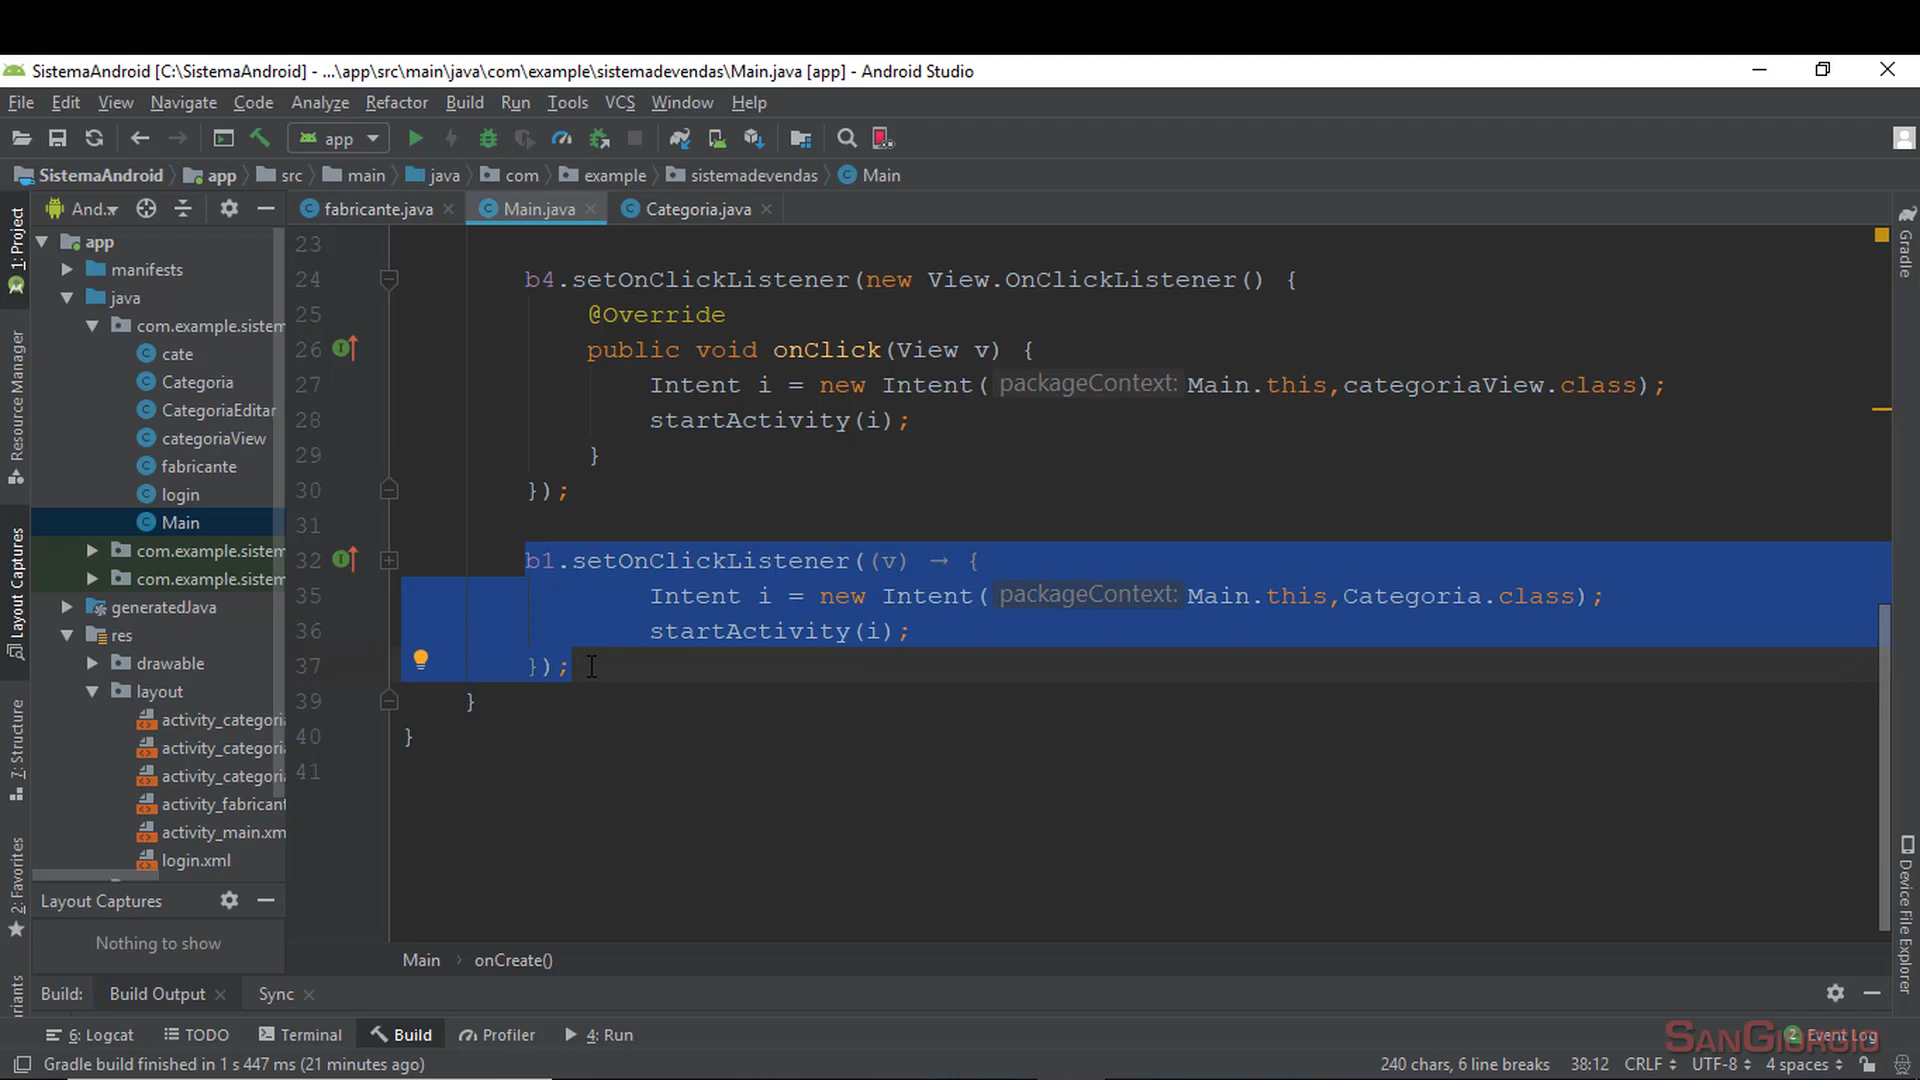 SistemaAndroid [C:\SistemaAndroid] - ...\app\src\main\java\com\example\sistemadevendas\Main.java [app] - Android Studio
File Edit View Navigate Code Analyze Refactor Build Run Tools VCS Window Help
app
SistemaAndroid app src main java com example sistemadevendas Main
And... fabricante.java Main.java Categoria.java
1: Project
Resource Manager
Layout Captures
7: Structure
2: Favorites
Gradle
Device File Explorer
app
manifests
java
com.example.sistem
cate
Categoria
CategoriaEditar
categoriaView
fabricante
login
Main
com.example.sistem
com.example.sistem
generatedJava
res
drawable
layout
activity_categori
activity_categori
activity_categori
activity_fabricant
activity_main.xm
login.xml
Layout Captures
Nothing to show
23
24 b4.setOnClickListener(new View.OnClickListener() {
25 @Override
26 public void onClick(View v) {
27 Intent i = new Intent( packageContext: Main.this,categoriaView.class);
28 startActivity(i);
29 }
30 });
31
32 b1.setOnClickListener((v) → {
35 Intent i = new Intent( packageContext: Main.this,Categoria.class);
36 startActivity(i);
37 });
39 }
40 }
41
Main › onCreate()
Build: Build Output Sync
6: Logcat TODO Terminal Build Profiler 4: Run 2 Event Log
SanGiorgio
Gradle build finished in 1 s 447 ms (21 minutes ago) 240 chars, 6 line breaks 38:12 CRLF UTF-8 4 spaces